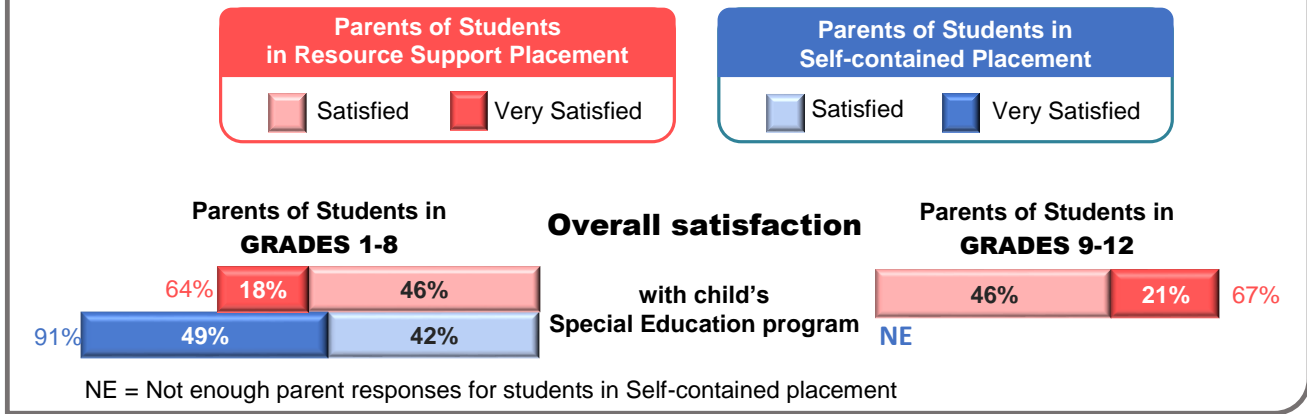 Parents of Students
in Resource Support Placement
Satisfied
Very Satisfied
Parents of Students in
Self-contained Placement
Satisfied
Very Satisfied
Parents of Students in
GRADES 1-8
64%
18%
46%
91%
49%
42%
Overall satisfaction
with child's
Special Education program
Parents of Students in
GRADES 9-12
46%
21%
67%
NE
NE = Not enough parent responses for students in Self-contained placement